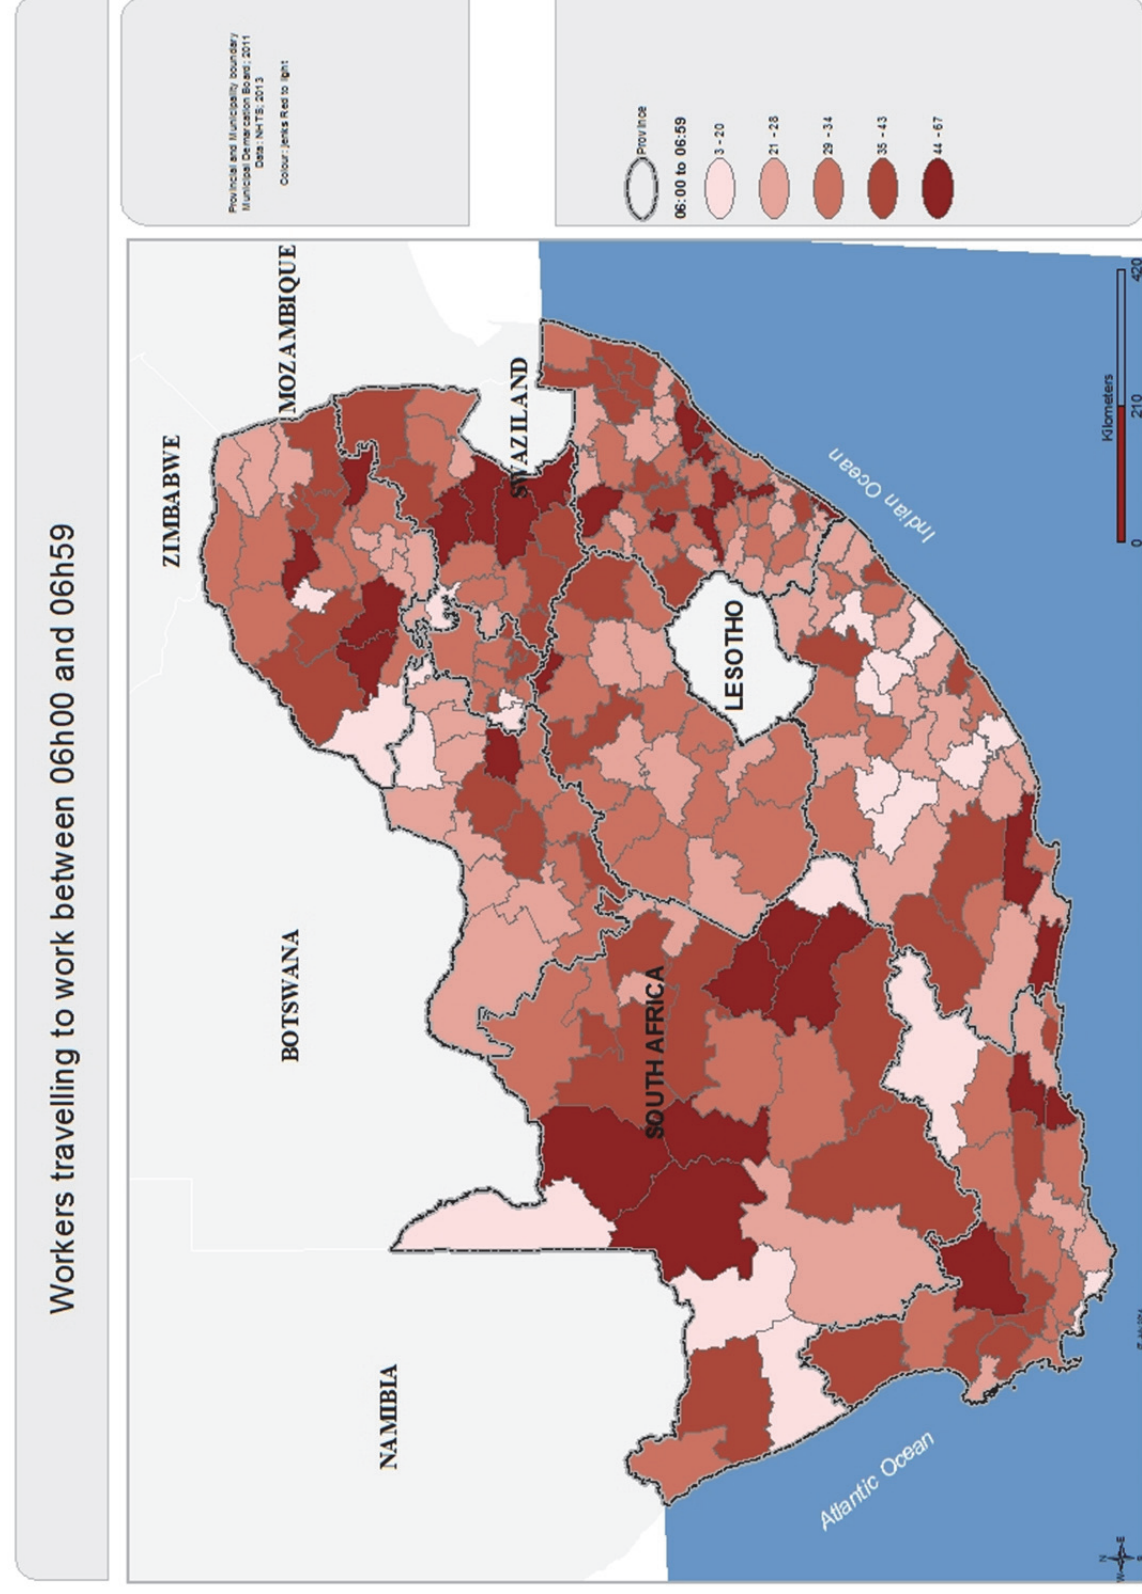 Workers travelling to work between 06h00 and 06h59
Provincial and Municipality boundary
Municipal Demarcation Board; 2011
Data: NHTS; 2013
Colour: Jenks Red to light
Province
06:00 to 06:59
3 - 20
21 - 28
29 - 34
35 - 43
44 - 67
ZIMBABWE
MOZAMBIQUE
BOTSWANA
SWAZILAND
NAMIBIA
SOUTH AFRICA
LESOTHO
Indian Ocean
Atlantic Ocean
Kilometers
0 210 420
N
W E